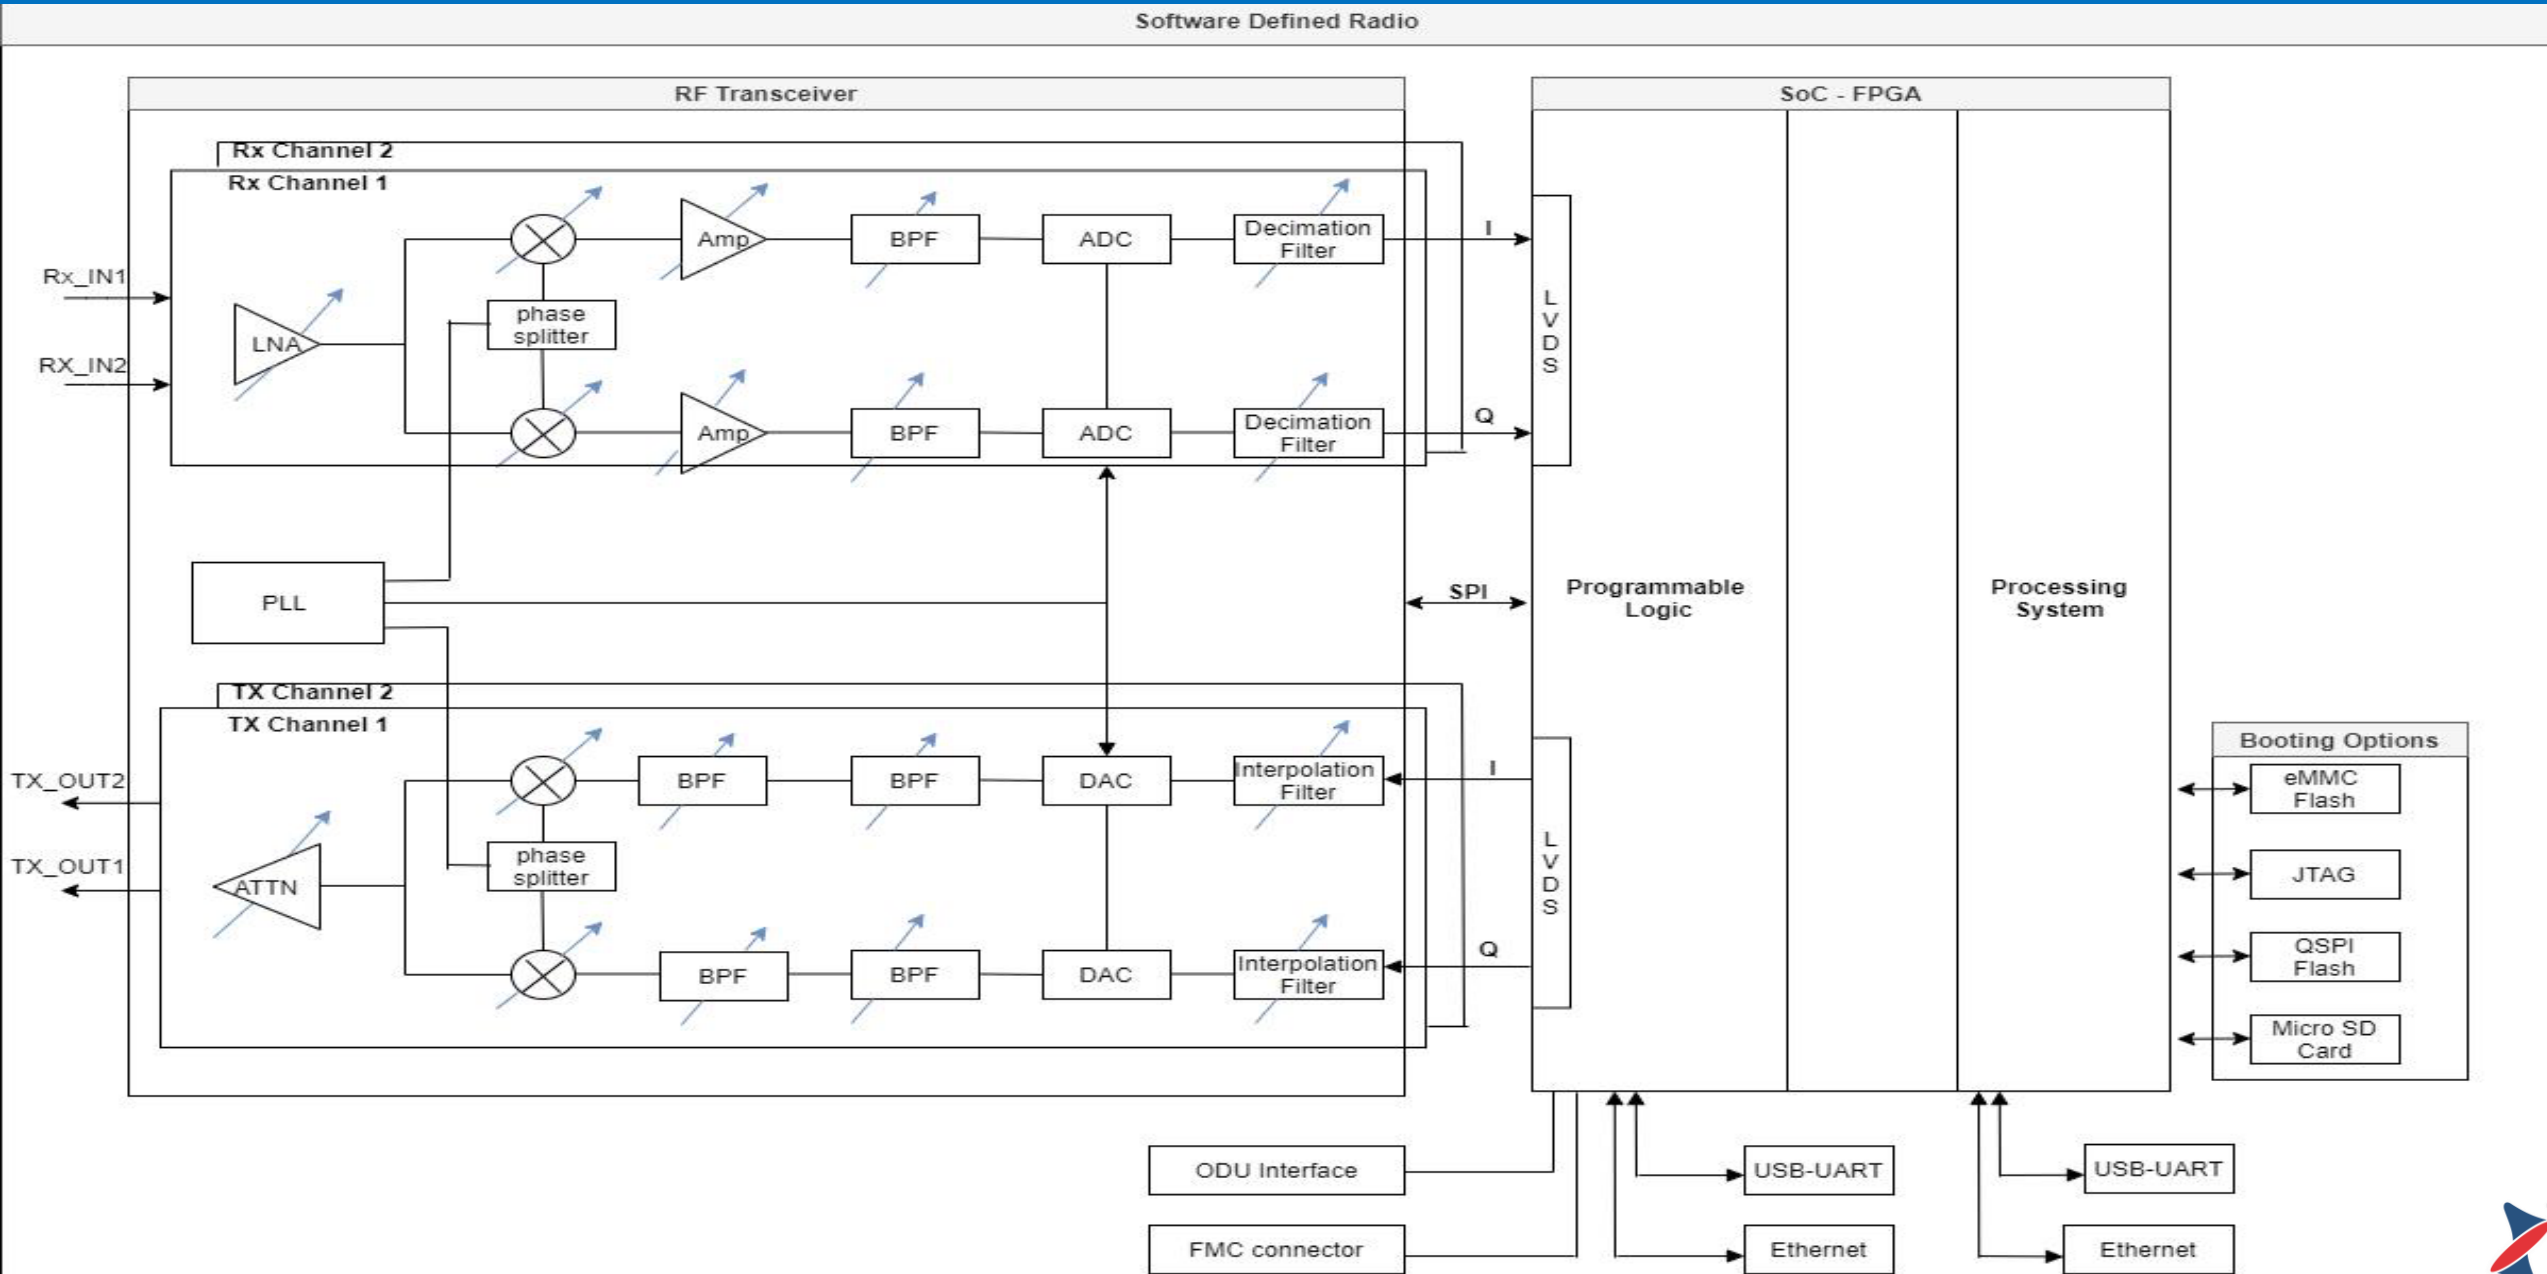 Software Defined Radio
RF Transceiver
SoC - FPGA
Rx Channel 2
Rx Channel 1
Rx_IN1
RX_IN2
LNA
phase
splitter
Amp
BPF
ADC
Decimation
Filter
I
Amp
BPF
ADC
Decimation
Filter
Q
L
V
D
S
PLL
SPI
Programmable
Logic
Processing
System
TX Channel 2
TX Channel 1
TX_OUT2
TX_OUT1
ATTN
phase
splitter
BPF
BPF
DAC
Interpolation
Filter
I
BPF
BPF
DAC
Interpolation
Filter
Q
L
V
D
S
Booting Options
eMMC
Flash
JTAG
QSPI
Flash
Micro SD
Card
ODU Interface
USB-UART
USB-UART
FMC connector
Ethernet
Ethernet